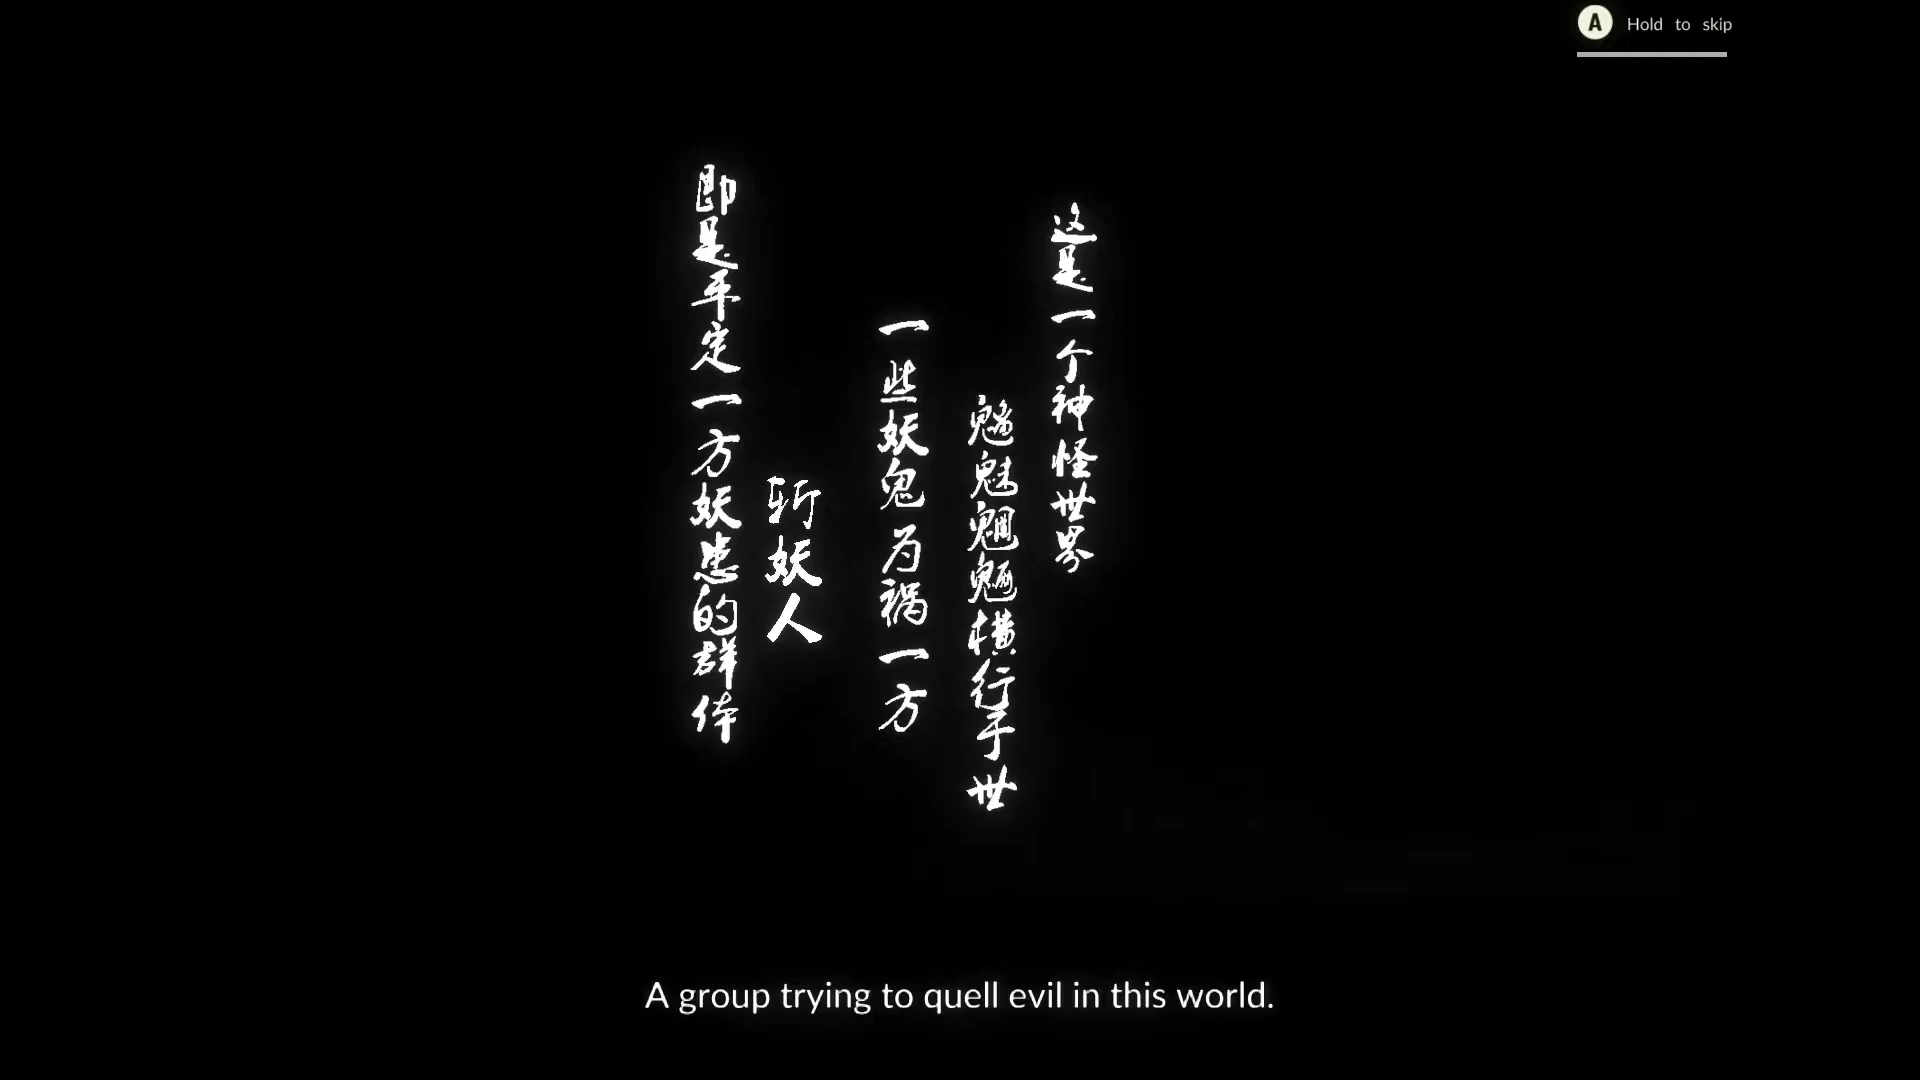 A Hold to skip
这是一个神怪世界
魑魅魍魉横行于世
一些妖鬼为祸一方
斩妖人
即是平定一方妖患的群体
A group trying to quell evil in this world.